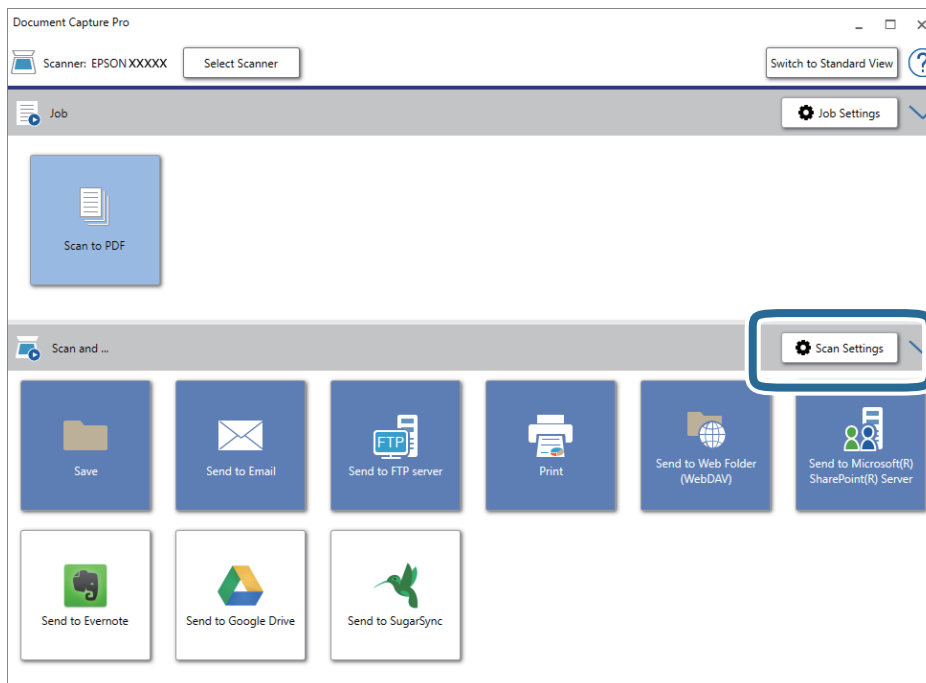 Document Capture Pro
Scanner: EPSON XXXXX
Select Scanner
Switch to Standard View
?
Job
Job Settings
Scan to PDF
Scan and ...
Scan Settings
Save
Send to Email
FTP
Send to FTP server
Print
Send to Web Folder
(WebDAV)
Send to Microsoft(R)
SharePoint(R) Server
Send to Evernote
Send to Google Drive
Send to SugarSync